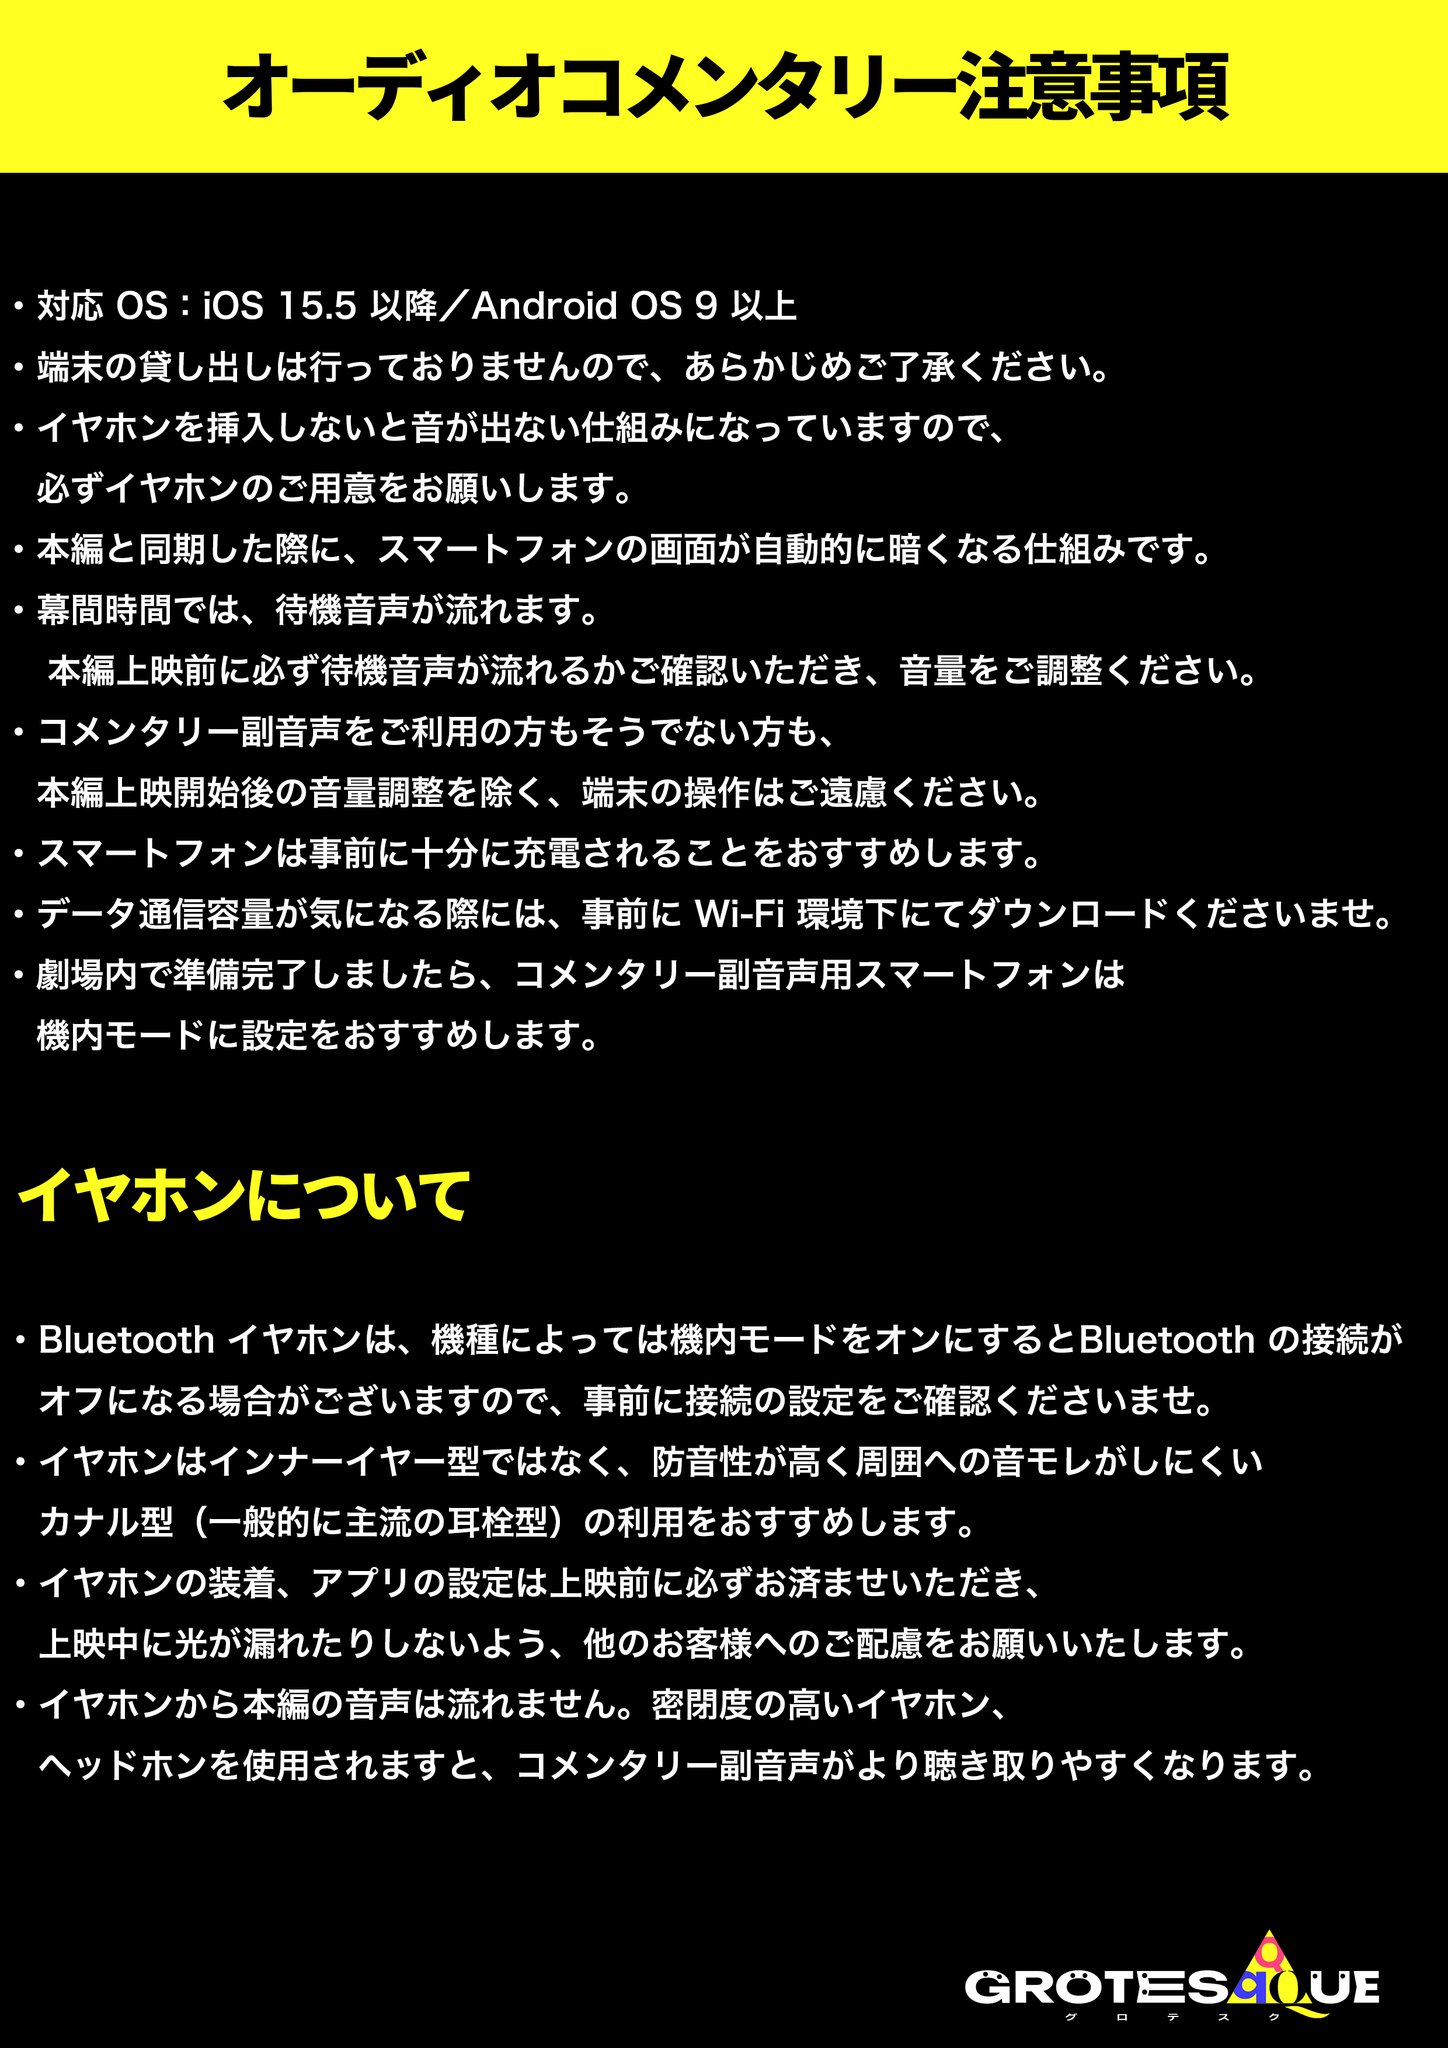 オーディオコメンタリー注意事項
・対応 OS：iOS 15.5 以降／Android OS 9 以上
・端末の貸し出しは行っておりませんので、あらかじめご了承ください。
・イヤホンを挿入しないと音が出ない仕組みになっていますので、
必ずイヤホンのご用意をお願いします。
・本編と同期した際に、スマートフォンの画面が自動的に暗くなる仕組みです。
・幕間時間では、待機音声が流れます。
本編上映前に必ず待機音声が流れるかご確認いただき、音量をご調整ください。
・コメンタリー副音声をご利用の方もそうでない方も、
本編上映開始後の音量調整を除く、端末の操作はご遠慮ください。
・スマートフォンは事前に十分に充電されることをおすすめします。
・データ通信容量が気になる際には、事前に Wi-Fi 環境下にてダウンロードくださいませ。
・劇場内で準備完了しましたら、コメンタリー副音声用スマートフォンは
機内モードに設定をおすすめします。
イヤホンについて
・Bluetooth イヤホンは、機種によっては機内モードをオンにするとBluetooth の接続が
オフになる場合がございますので、事前に接続の設定をご確認くださいませ。
・イヤホンはインナーイヤー型ではなく、防音性が高く周囲への音モレがしにくい
カナル型（一般的に主流の耳栓型）の利用をおすすめします。
・イヤホンの装着、アプリの設定は上映前に必ずお済ませいただき、
上映中に光が漏れたりしないよう、他のお客様へのご配慮をお願いいたします。
・イヤホンから本編の音声は流れません。密閉度の高いイヤホン、
ヘッドホンを使用されますと、コメンタリー副音声がより聴き取りやすくなります。
GROTESQqQUE
グロテスク